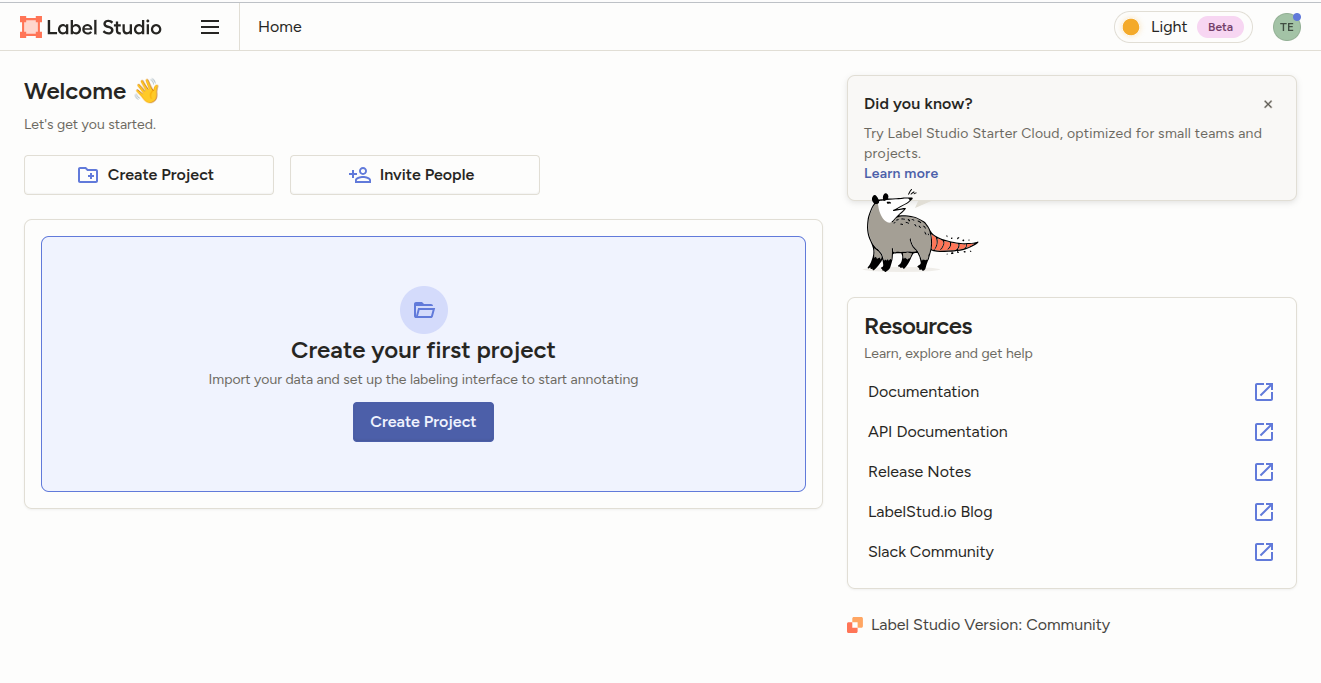 Label Studio
Home
Light Beta
TE
Welcome 👋
Let's get you started.
Create Project
Invite People
Create your first project
Import your data and set up the labeling interface to start annotating
Create Project
Did you know?
×
Try Label Studio Starter Cloud, optimized for small teams and
projects.
Learn more
Resources
Learn, explore and get help
Documentation
API Documentation
Release Notes
LabelStud.io Blog
Slack Community
Label Studio Version: Community